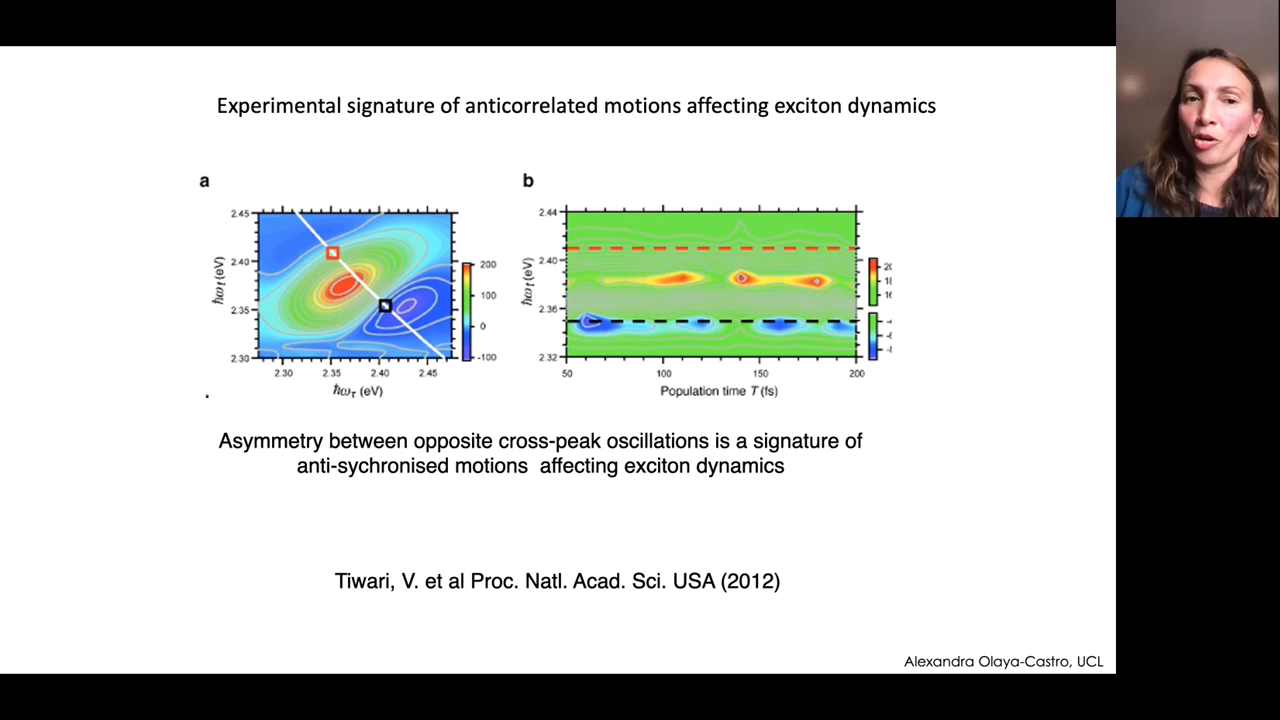 Experimental signature of anticorrelated motions affecting exciton dynamics
a
b
2.45
2.40
2.35
2.30
ħωt(eV)
2.30
2.35
2.40
2.45
ħωτ (eV)
200
100
0
-100
2.44
2.40
2.36
2.32
ħωt(eV)
50
100
150
200
Population time T (fs)
Asymmetry between opposite cross-peak oscillations is a signature of
anti-sychronised motions affecting exciton dynamics
Tiwari, V. et al Proc. Natl. Acad. Sci. USA (2012)
Alexandra Olaya-Castro, UCL